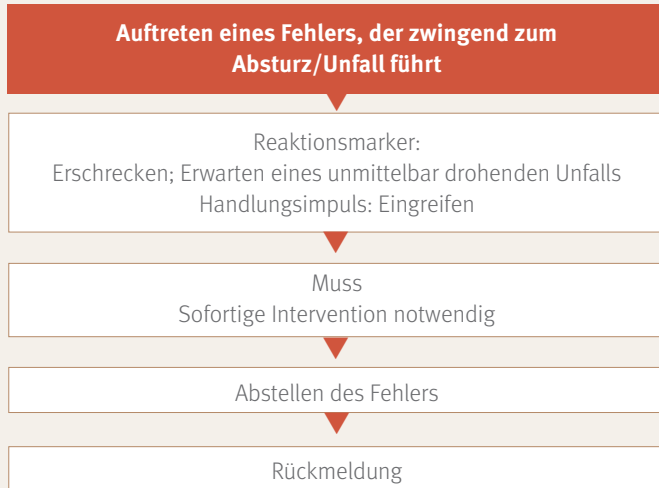 Auftreten eines Fehlers, der zwingend zum
Absturz/Unfall führt
Reaktionsmarker:
Erschrecken; Erwarten eines unmittelbar drohenden Unfalls
Handlungsimpuls: Eingreifen
Muss
Sofortige Intervention notwendig
Abstellen des Fehlers
Rückmeldung